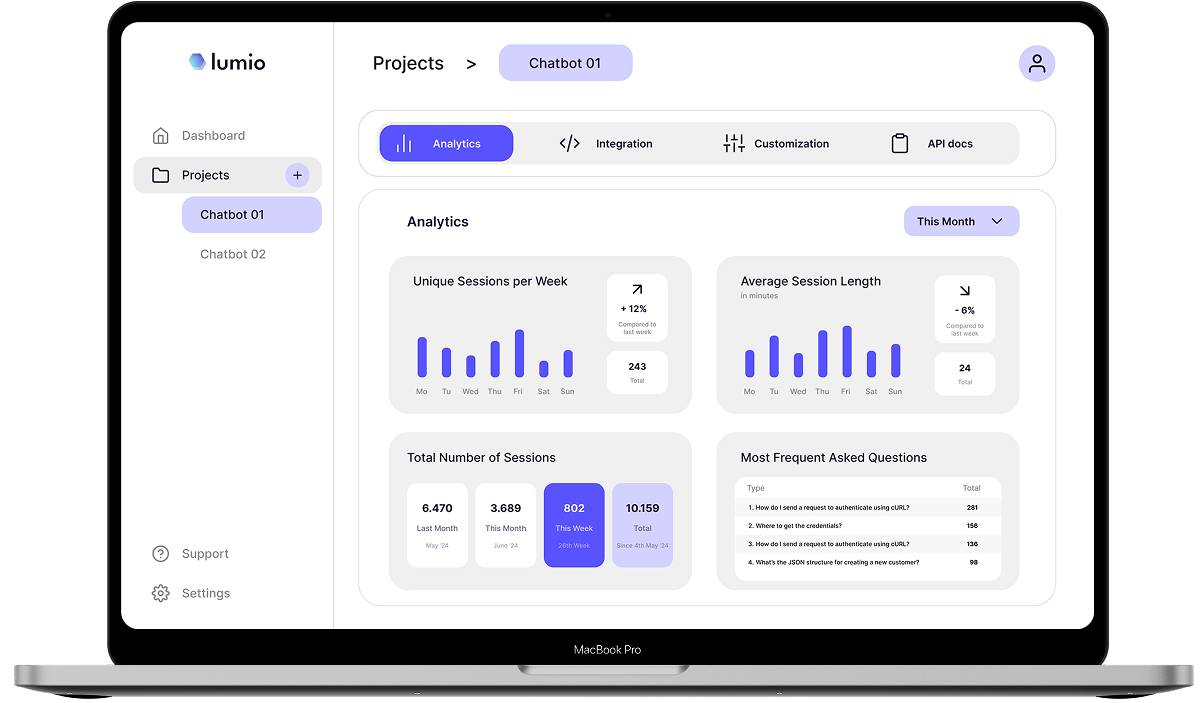 lumio
Projects > Chatbot 01
Dashboard
Projects +
Chatbot 01
Chatbot 02
Support
Settings
Analytics
</> Integration
Customization
API docs
Analytics
This Month
Unique Sessions per Week
+ 12%
Compared to
last week
243
Total
Mo Tu Wed Thu Fri Sat Sun
Average Session Length
in minutes
- 6%
Compared to
last week
24
Total
Mo Tu Wed Thu Fri Sat Sun
Total Number of Sessions
6.470
Last Month
May '24
3.689
This Month
June '24
802
This Week
26th Week
10.159
Total
Since 4th May '24
Most Frequent Asked Questions
Type Total
1. How do I send a request to authenticate using cURL? 281
2. Where to get the credentials? 156
3. How do I send a request to authenticate using cURL? 136
4. What's the JSON structure for creating a new customer? 98
MacBook Pro